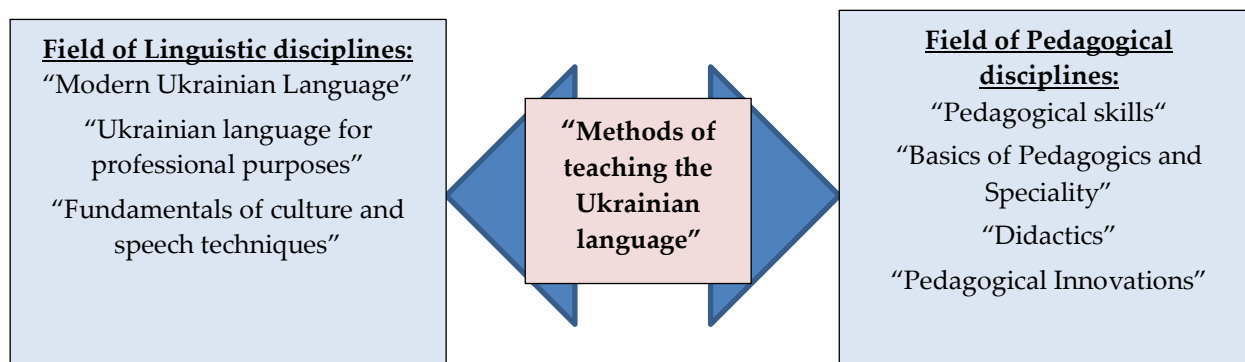 Field of Linguistic disciplines:
“Modern Ukrainian Language”
“Ukrainian language for
professional purposes”
“Fundamentals of culture and
speech techniques”
“Methods of
teaching the
Ukrainian
language”
Field of Pedagogical
disciplines:
“Pedagogical skills“
“Basics of Pedagogics and
Speciality”
“Didactics”
“Pedagogical Innovations”